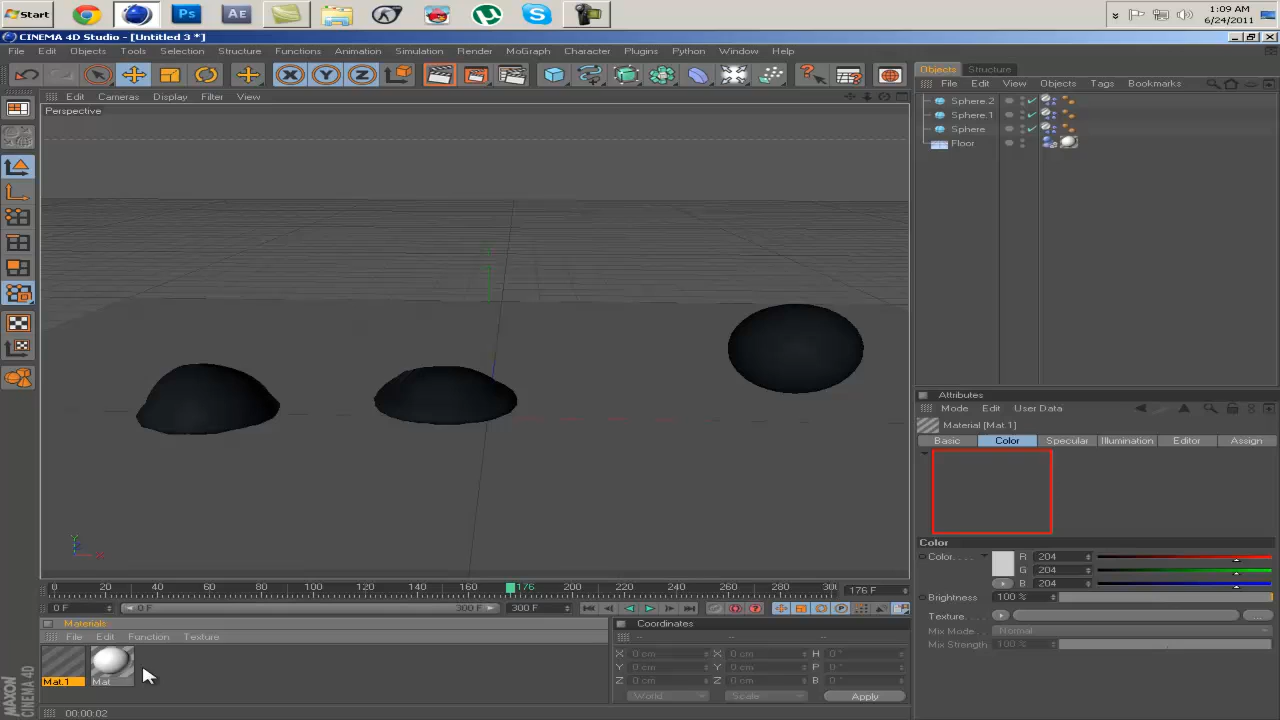 Start
Ps
Ae
1:09 AM
6/24/2011
CINEMA 4D Studio - [Untitled 3 *]
File Edit Objects Tools Selection Structure Functions Animation Simulation Render MoGraph Character Plugins Python Window Help
X Y Z
Objects Structure
File Edit View Objects Tags Bookmarks
Edit Cameras Display Filter View
Perspective
Sphere.2
Sphere.1
Sphere
Floor
Attributes
Mode Edit User Data
Material [Mat.1]
Basic Color Specular Illumination Editor Assign
Color
Color. . . . R 204
G 204
B 204
Brightness 100 %
Texture. . . .
Mix Mode. . Normal
Mix Strength 100 %
Y
X
0 20 40 60 80 100 120 140 160 176 200 220 240 260 280 300
176 F
0 F 0 F 300 F 300 F
Materials
File Edit Function Texture
Mat.1 Mat
Coordinates
-- -- --
X 0 cm X 0 cm H 0 °
Y 0 cm Y 0 cm P 0 °
Z 0 cm Z 0 cm B 0 °
World Scale Apply
MAXON CINEMA 4D
00:00:02